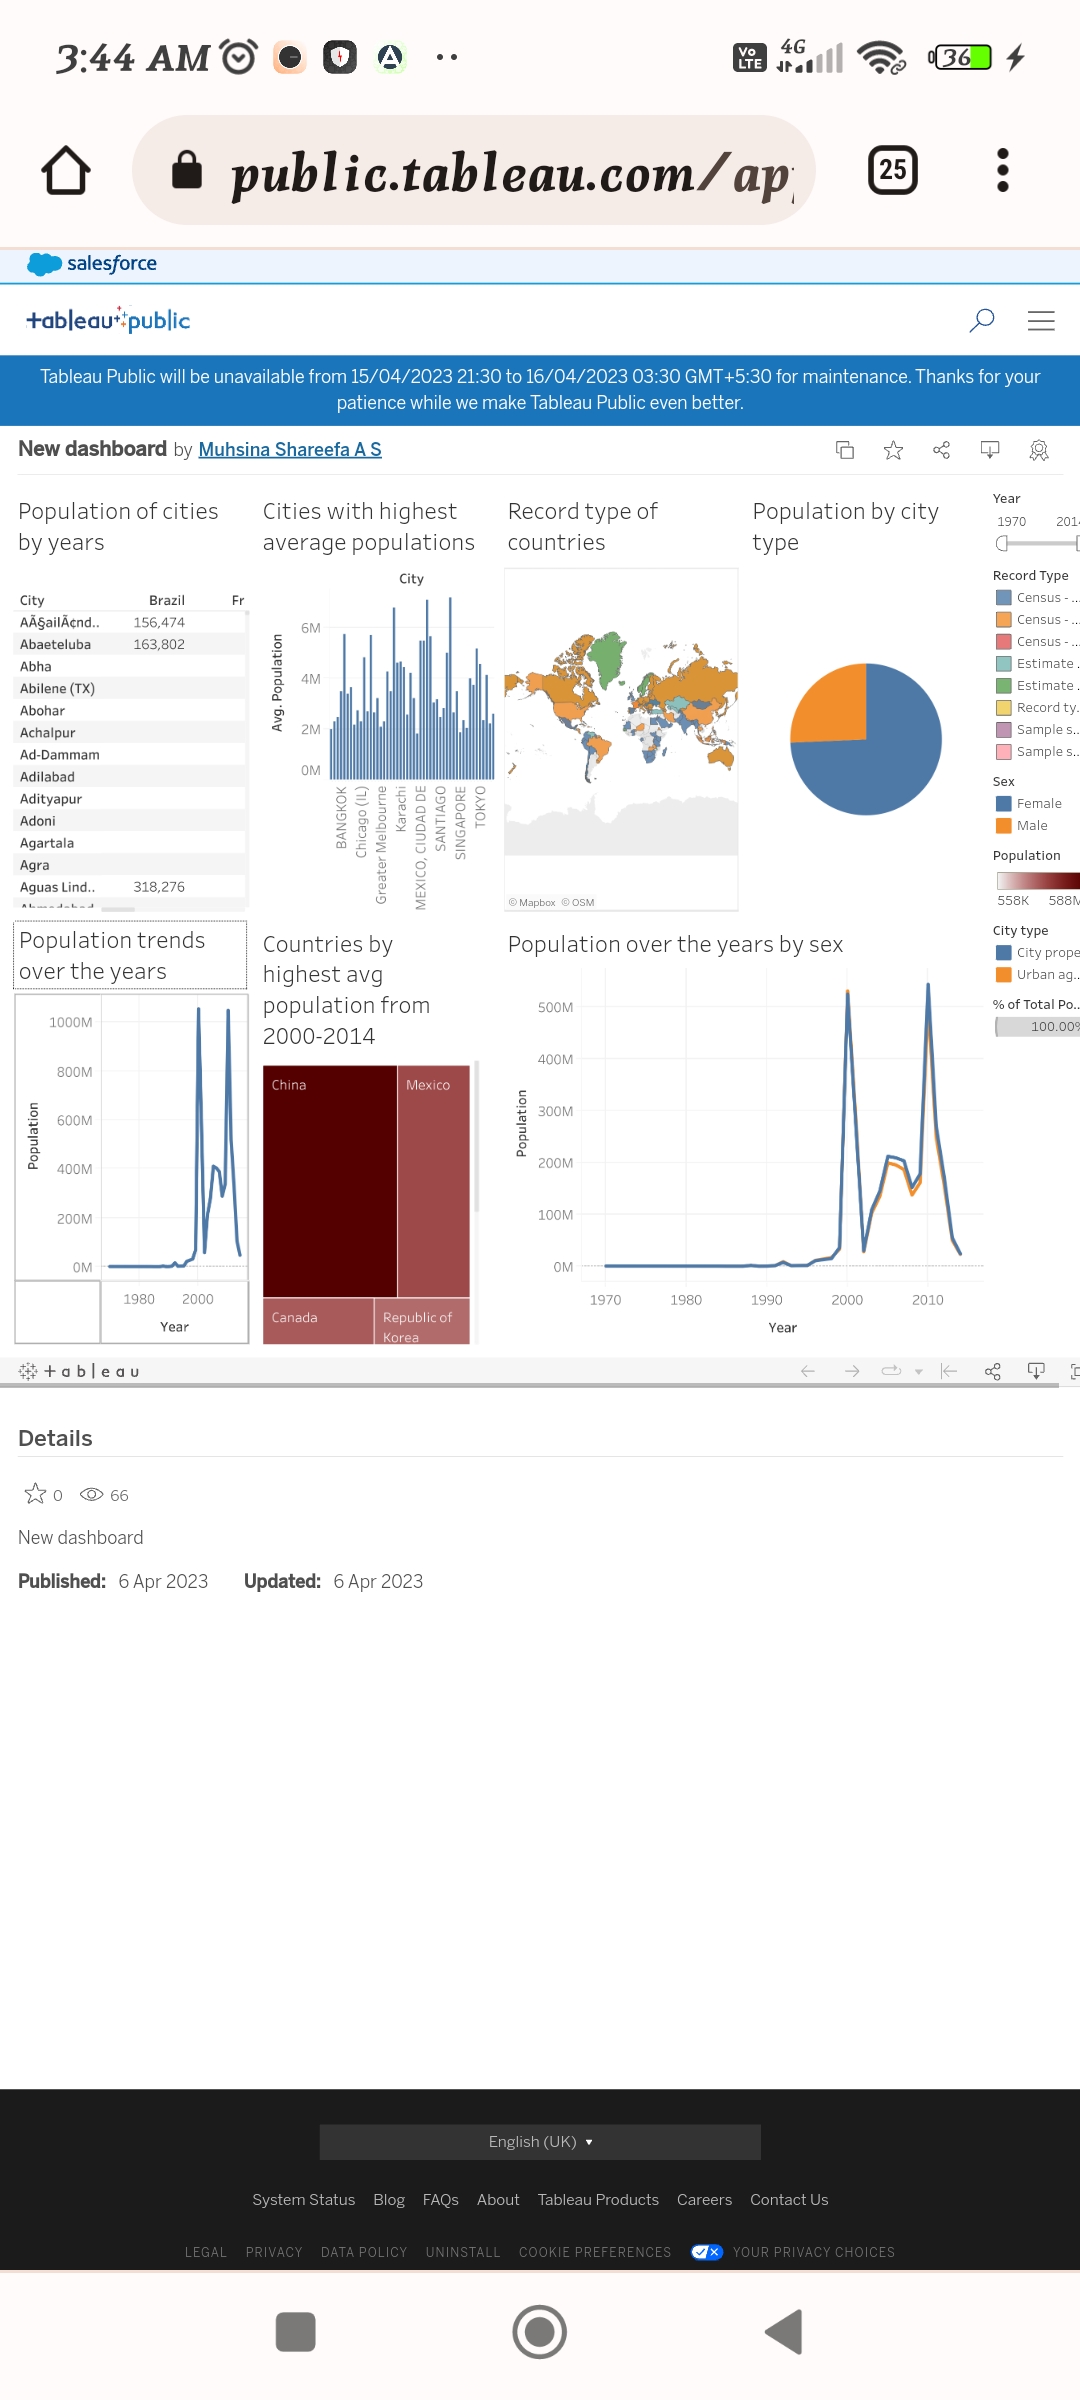 3:44 AM
Vo LTE
4G
36
public.tableau.com/ap
25
salesforce
+ableau public
Tableau Public will be unavailable from 15/04/2023 21:30 to 16/04/2023 03:30 GMT+5:30 for maintenance. Thanks for your
patience while we make Tableau Public even better.
New dashboard by Muhsina Shareefa A S
Population of cities
by years
City Brazil Fr
AÃ§ailÃ¢nd.. 156,474
Abaeteluba 163,802
Abha
Abilene (TX)
Abohar
Achalpur
Ad-Dammam
Adilabad
Adityapur
Adoni
Agartala
Agra
Aguas Lind.. 318,276
Cities with highest
average populations
City
Avg. Population
6M
4M
2M
0M
BANGKOK
Chicago (IL)
Greater Melbourne
Karachi
MEXICO, CIUDAD DE
SANTIAGO
SINGAPORE
TOKYO
Record type of
countries
© Mapbox © OSM
Population by city
type
Year
1970 2014
Record Type
Census - ...
Census - ...
Census - ...
Estimate .
Estimate .
Record ty.
Sample s...
Sample s...
Sex
Female
Male
Population
558K 588M
City type
City prope
Urban ag..
% of Total Po..
100.00%
Population trends
over the years
Population
1000M
800M
600M
400M
200M
0M
1980 2000
Year
Countries by
highest avg
population from
2000-2014
China
Mexico
Canada
Republic of
Korea
Population over the years by sex
Population
500M
400M
300M
200M
100M
0M
1970 1980 1990 2000 2010
Year
+ a b l e a u
Details
0 66
New dashboard
Published: 6 Apr 2023 Updated: 6 Apr 2023
English (UK)
System Status Blog FAQs About Tableau Products Careers Contact Us
LEGAL PRIVACY DATA POLICY UNINSTALL COOKIE PREFERENCES YOUR PRIVACY CHOICES